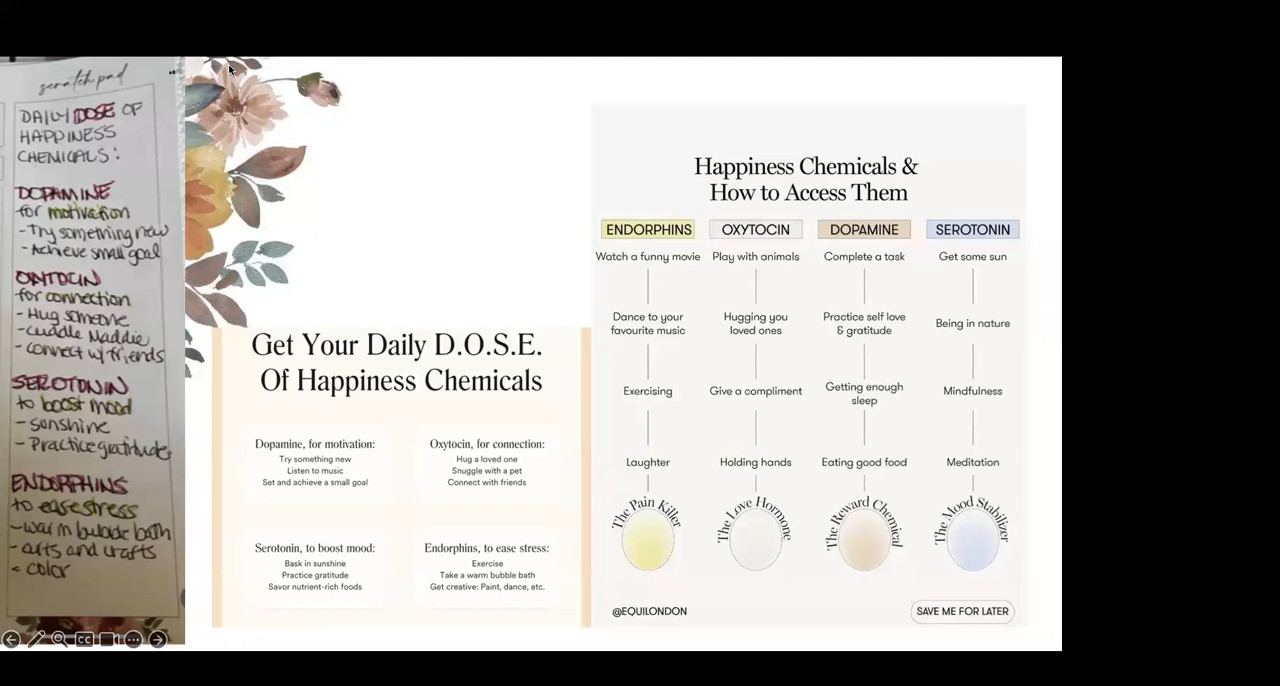 scratch pad
DAILY DOSE OF
HAPPINESS
CHEMICALS:
DOPAMINE
-for motivation
- Try something new
- Achieve small goal
OXYTOCIN
for connection
- Hug someone
- cuddle Maddie
- connect w/ friends
SEROTONIN
to boost mood
- sunshine
- Practice gratitude
ENDORPHINS
to ease stress
- warm bubble bath
- arts and crafts
- color
Get Your Daily D.O.S.E.
Of Happiness Chemicals
Dopamine, for motivation:
Try something new
Listen to music
Set and achieve a small goal
Oxytocin, for connection:
Hug a loved one
Snuggle with a pet
Connect with friends
Serotonin, to boost mood:
Bask in sunshine
Practice gratitude
Savor nutrient-rich foods
Endorphins, to ease stress:
Exercise
Take a warm bubble bath
Get creative: Paint, dance, etc.
Happiness Chemicals &
How to Access Them
ENDORPHINS
Watch a funny movie
Dance to your
favourite music
Exercising
Laughter
The Pain Killer
OXYTOCIN
Play with animals
Hugging you
loved ones
Give a compliment
Holding hands
The Love Hormone
DOPAMINE
Complete a task
Practice self love
& gratitude
Getting enough
sleep
Eating good food
The Reward Chemical
SEROTONIN
Get some sun
Being in nature
Mindfulness
Meditation
The Mood Stabilizer
@EQUILONDON
SAVE ME FOR LATER
CC